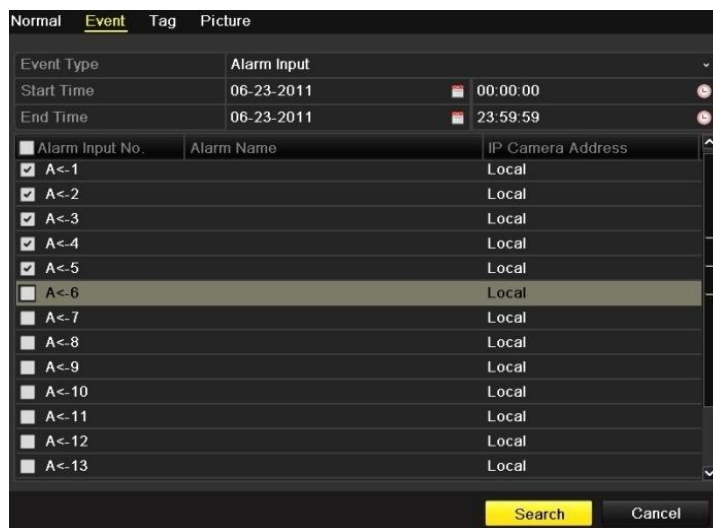 Normal Event Tag Picture
Event Type Alarm Input
Start Time 06-23-2011 00:00:00
End Time 06-23-2011 23:59:59
Alarm Input No. Alarm Name IP Camera Address
A<-1 Local
A<-2 Local
A<-3 Local
A<-4 Local
A<-5 Local
A<-6 Local
A<-7 Local
A<-8 Local
A<-9 Local
A<-10 Local
A<-11 Local
A<-12 Local
A<-13 Local
Search Cancel